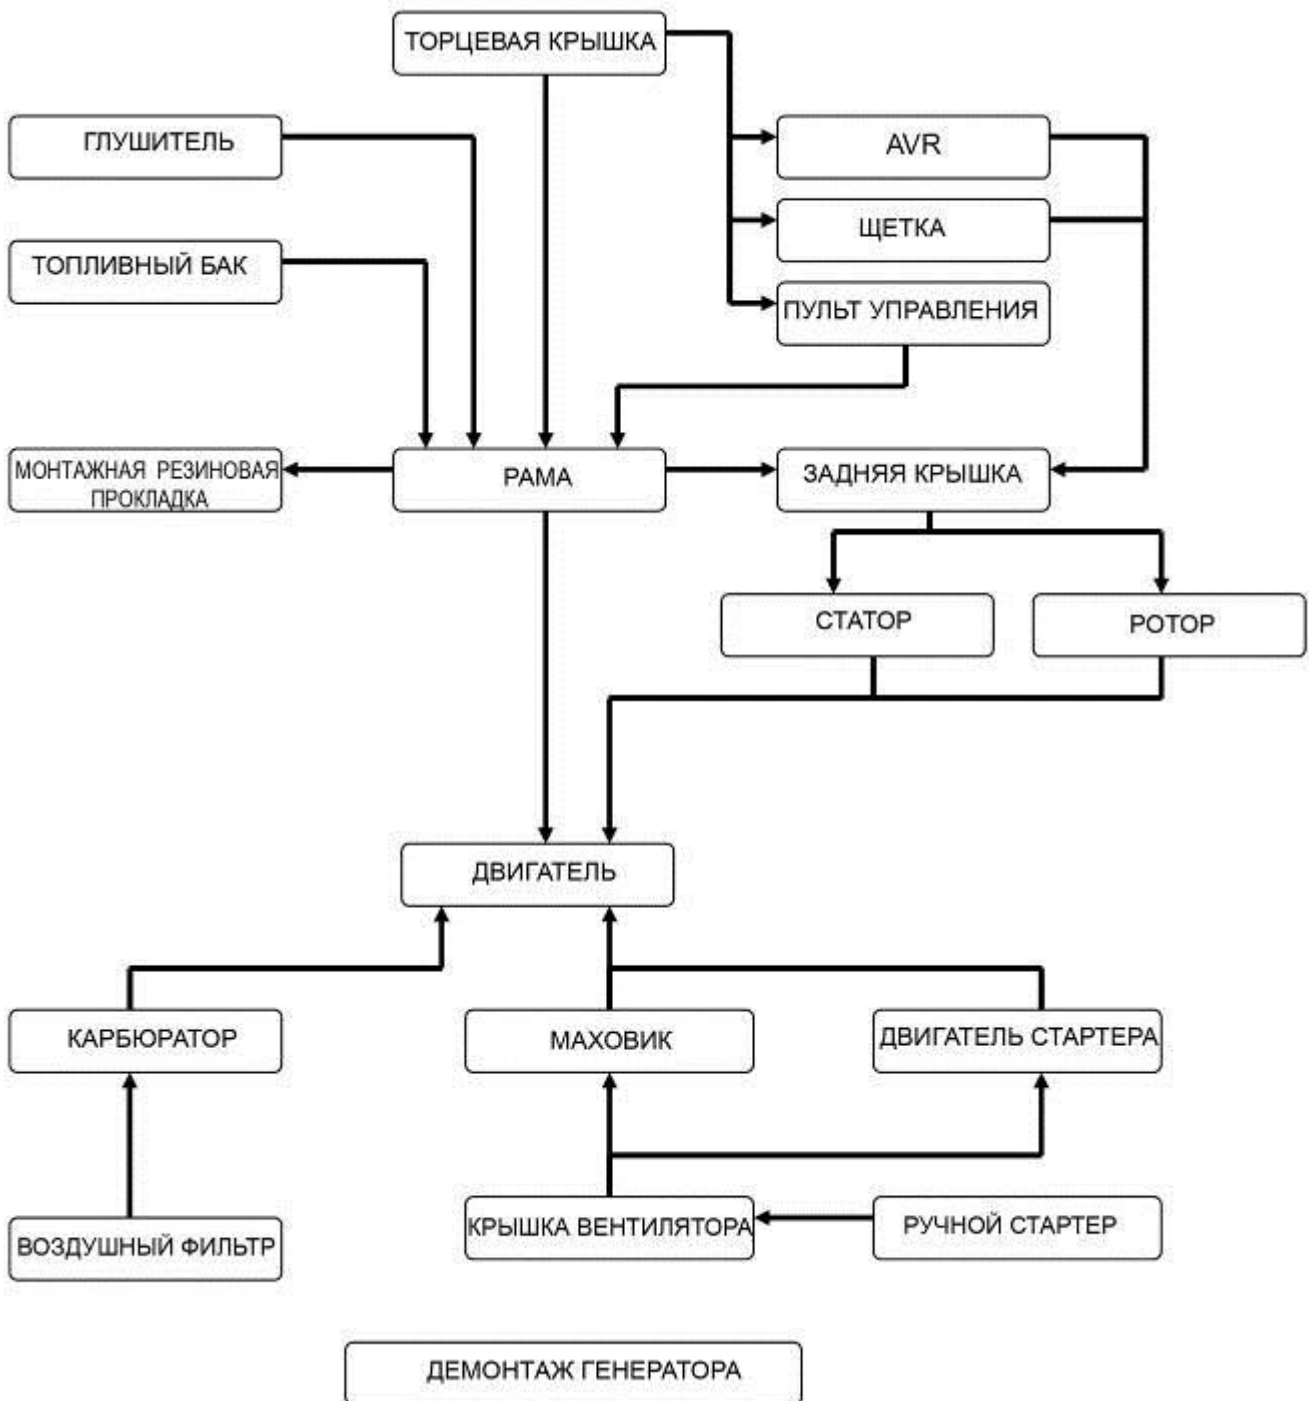 ТОРЦЕВАЯ КРЫШКА
ГЛУШИТЕЛЬ
AVR
ЩЕТКА
ТОПЛИВНЫЙ БАК
ПУЛЬТ УПРАВЛЕНИЯ
МОНТАЖНАЯ РЕЗИНОВАЯ
ПРОКЛАДКА
РАМА
ЗАДНЯЯ КРЫШКА
СТАТОР
РОТОР
ДВИГАТЕЛЬ
КАРБЮРАТОР
МАХОВИК
ДВИГАТЕЛЬ СТАРТЕРА
ВОЗДУШНЫЙ ФИЛЬТР
КРЫШКА ВЕНТИЛЯТОРА
РУЧНОЙ СТАРТЕР
ДЕМОНТАЖ ГЕНЕРАТОРА